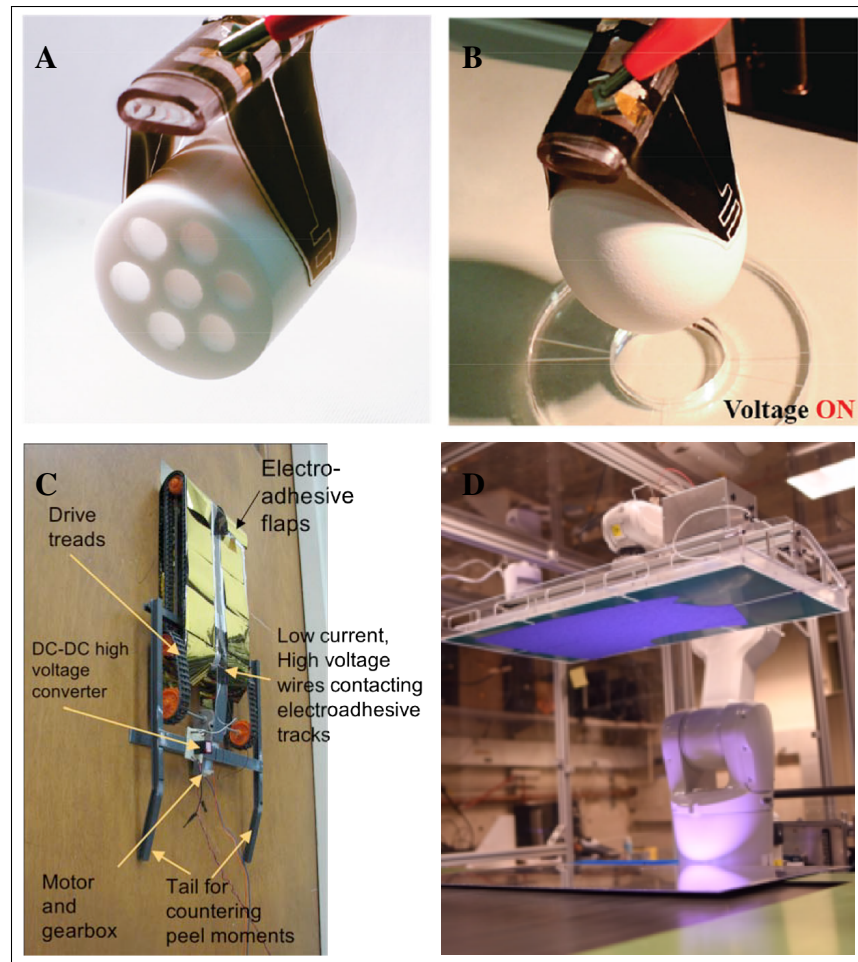 A
B
Voltage ON
C
Electro-
adhesive
flaps
Drive
treads
DC-DC high
voltage
converter
Low current,
High voltage
wires contacting
electroadhesive
tracks
Motor
and
gearbox
Tail for
countering
peel moments
D